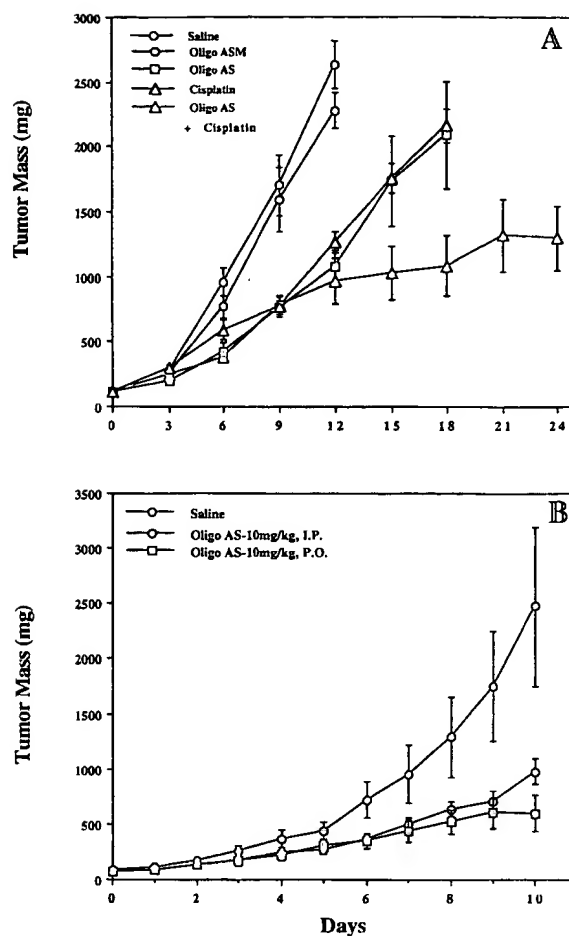 A
Tumor Mass (mg)
3000
2500
2000
1500
1000
500
0
Saline
Oligo ASM
Oligo AS
Cisplatin
Oligo AS
+ Cisplatin
0 3 6 9 12 15 18 21 24
B
Tumor Mass (mg)
3500
3000
2500
2000
1500
1000
500
0
Saline
Oligo AS-10mg/kg, I.P.
Oligo AS-10mg/kg, P.O.
0 2 4 6 8 10
Days